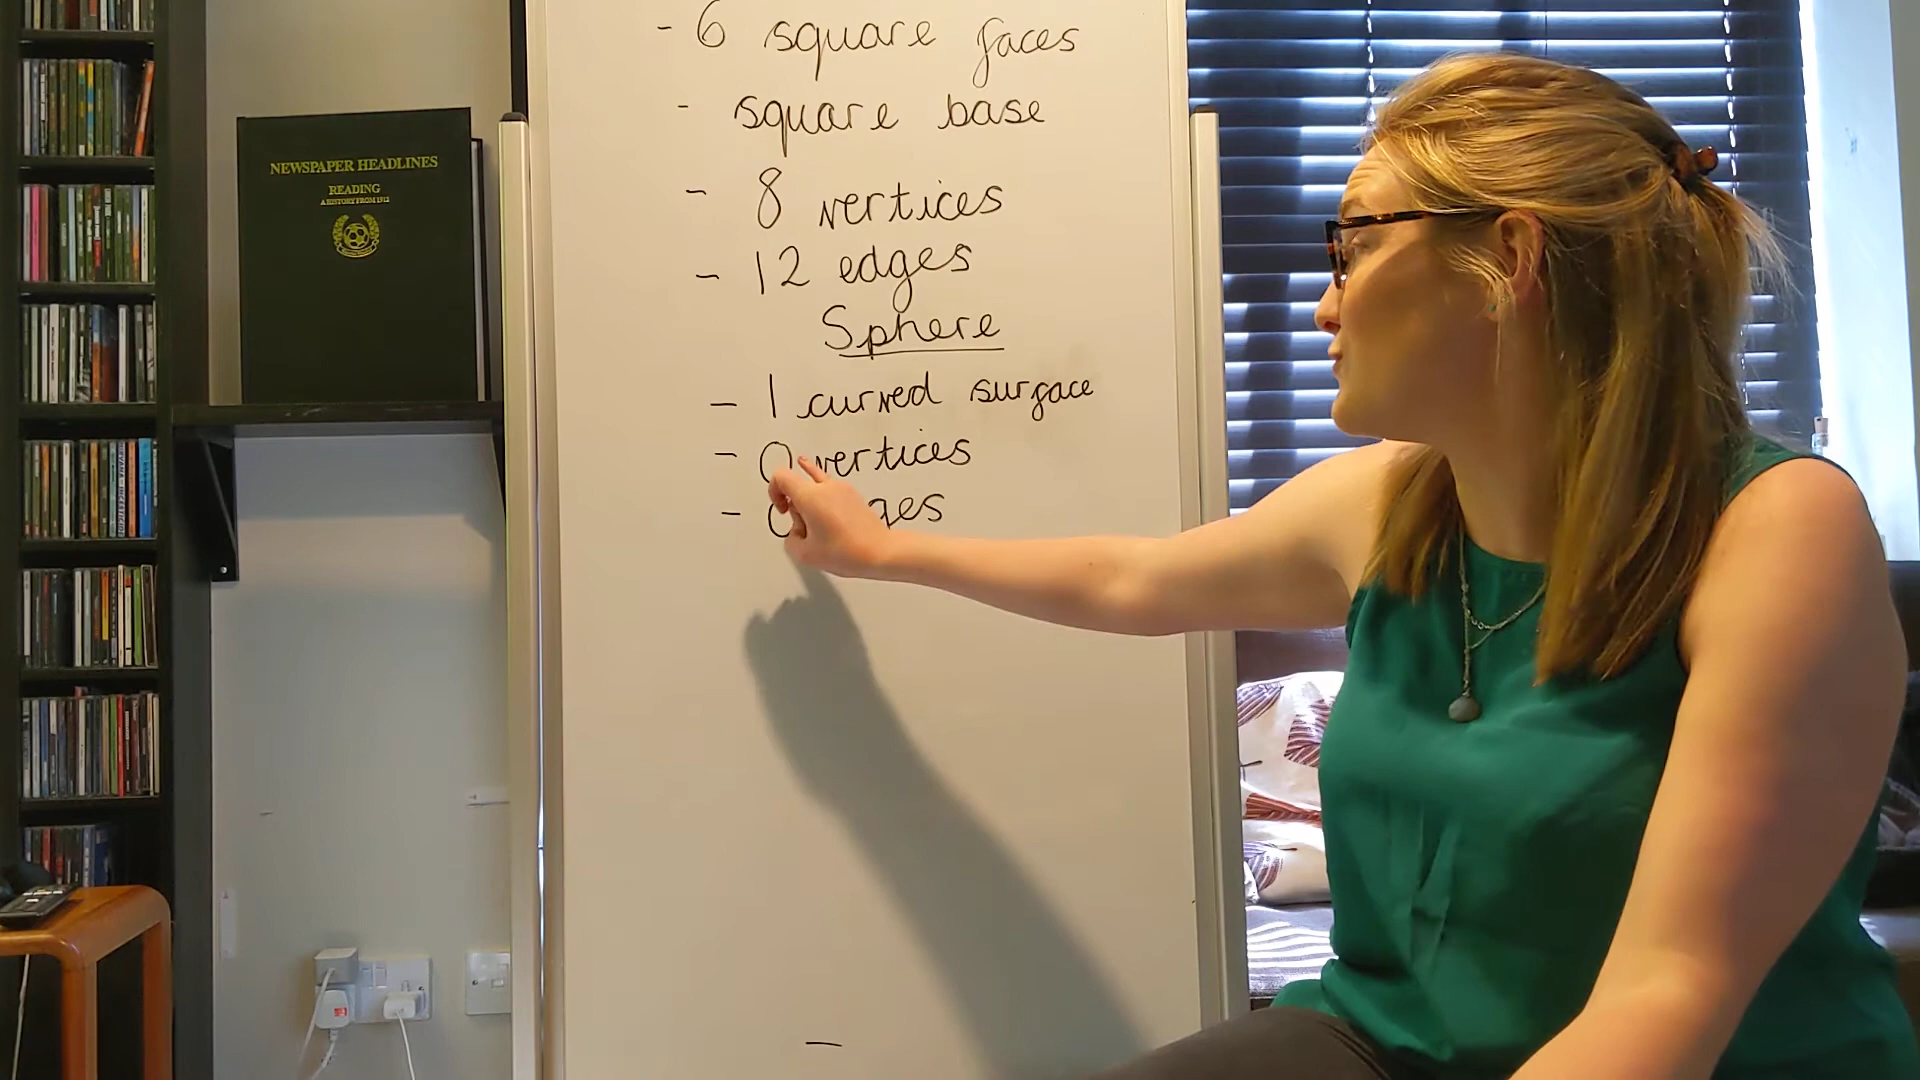 - 6 square faces
- square base
- 8 vertices
- 12 edges
Sphere
- 1 curved surface
- 0 vertices
- 0
NEWSPAPER HEADLINES
READING
A HISTORY FROM 1912